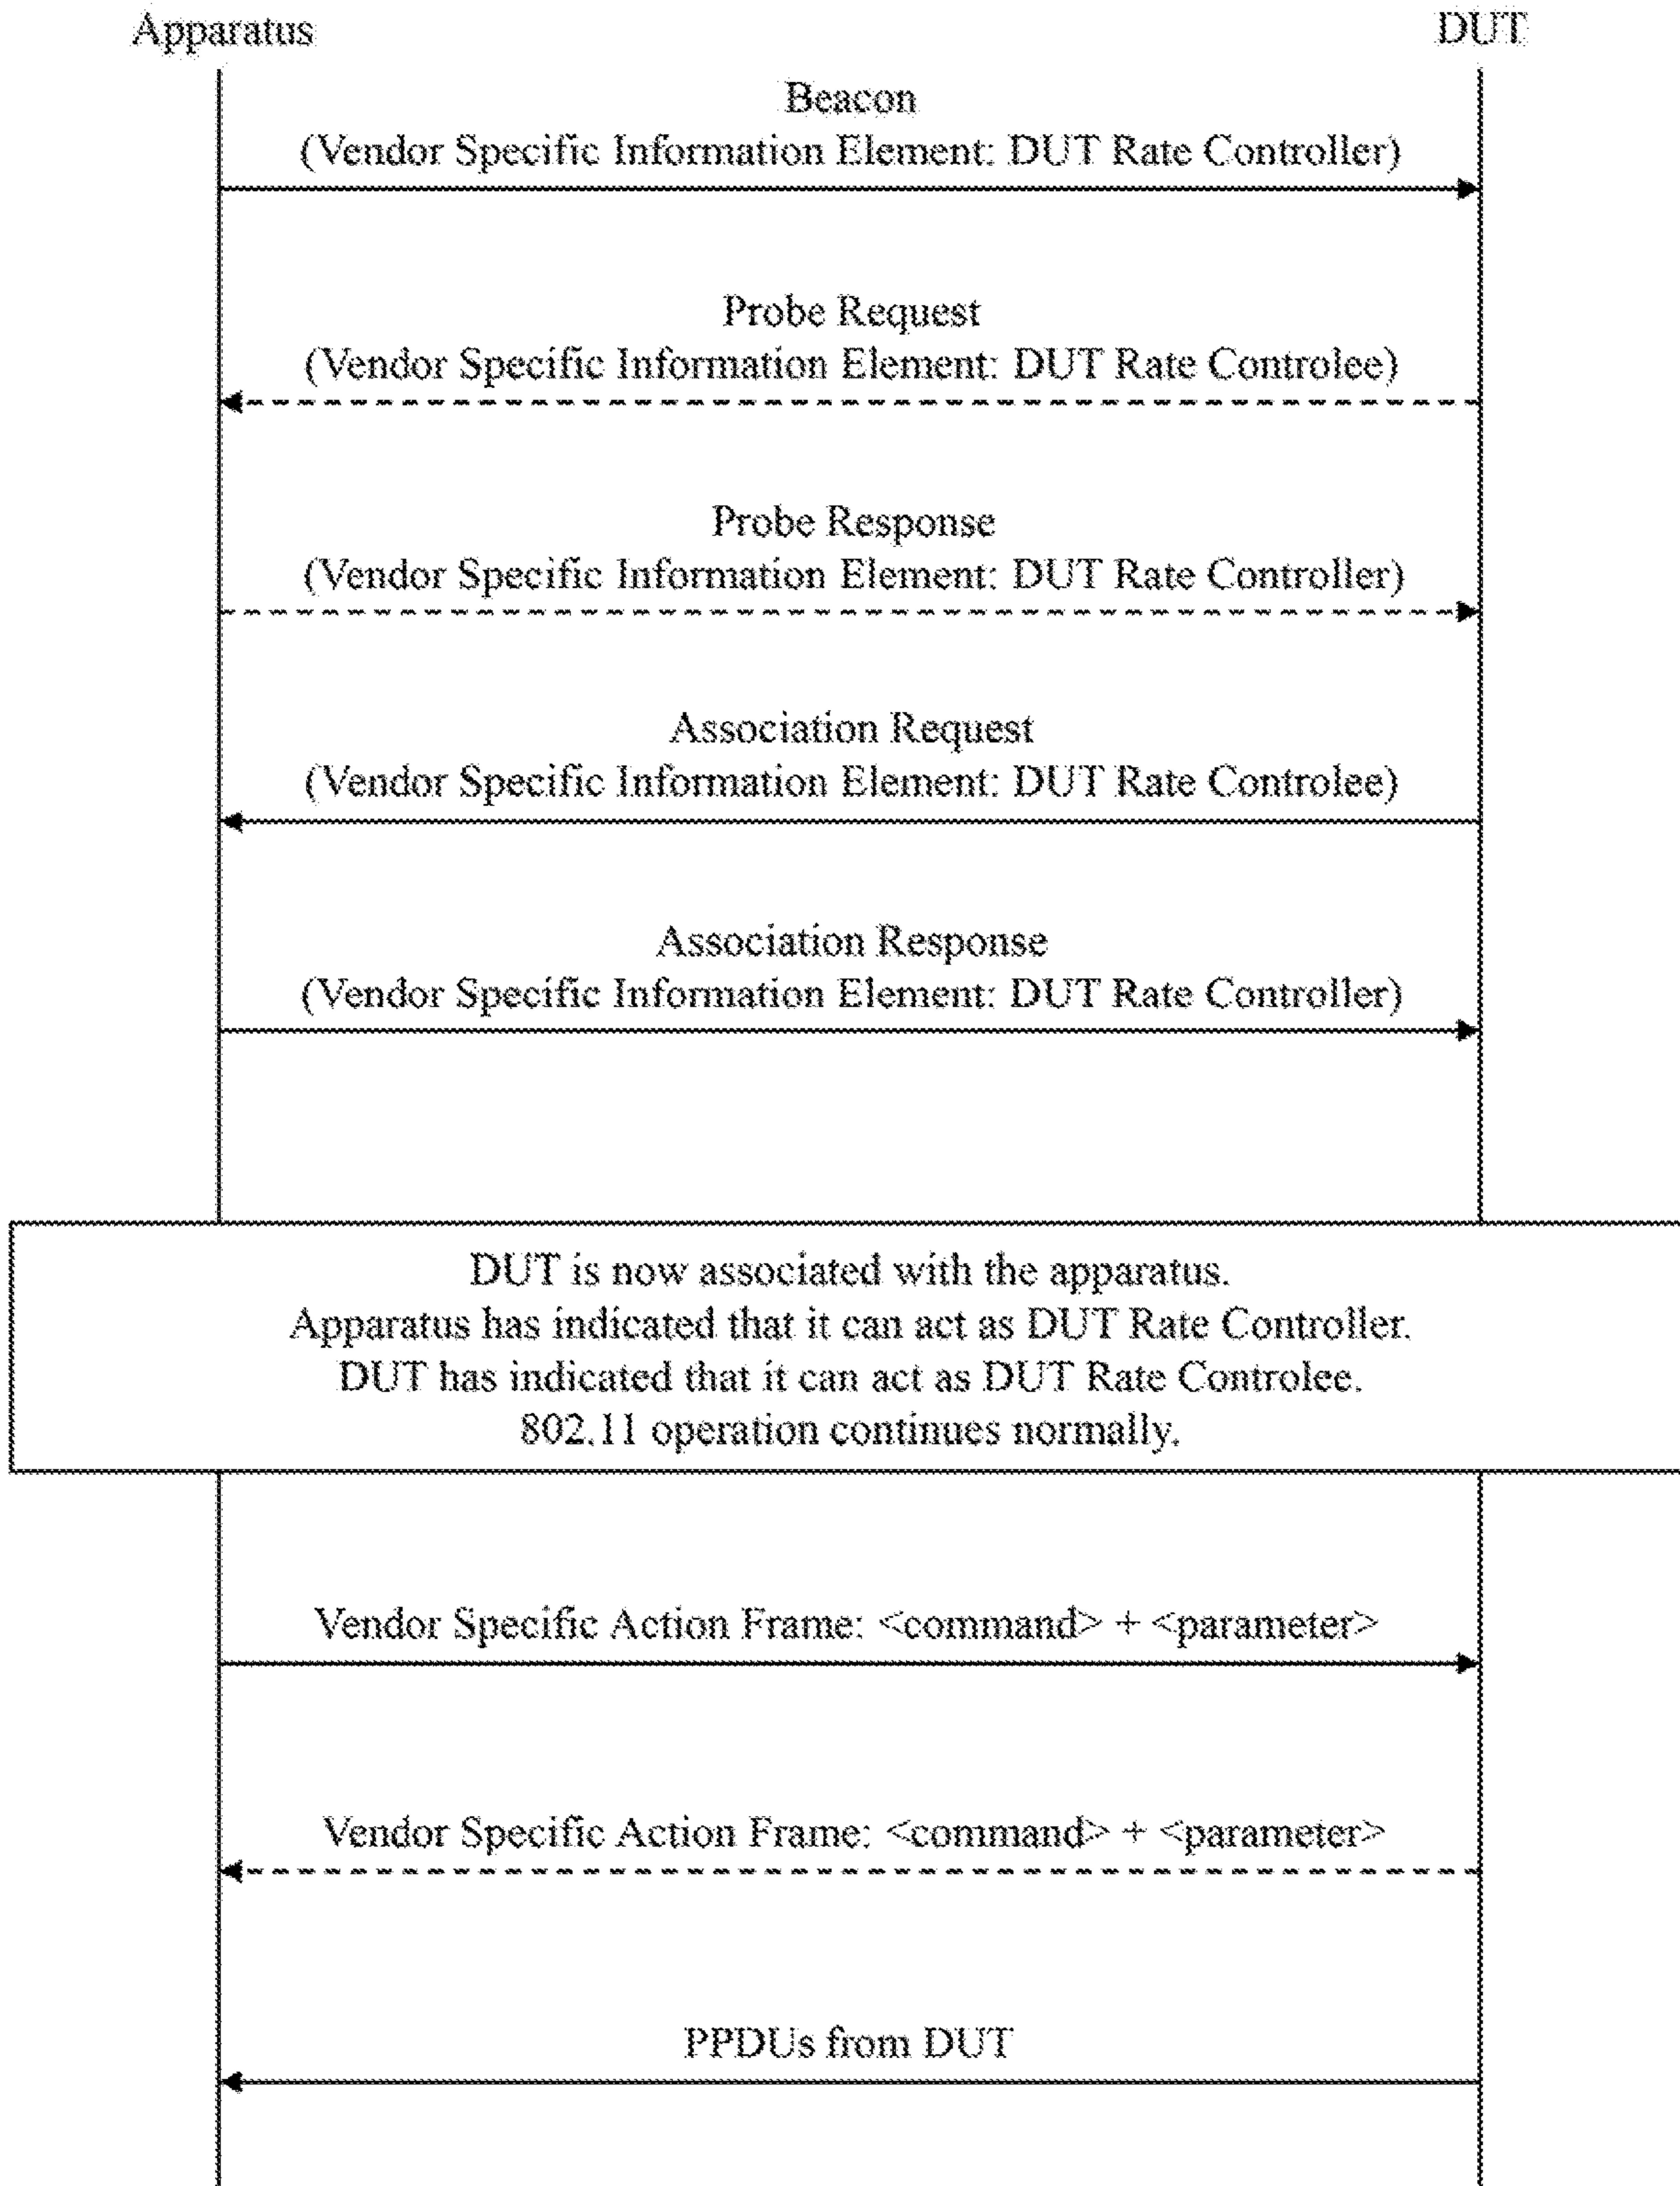 Apparatus
DUT
Beacon
(Vendor Specific Information Element: DUT Rate Controller)
Probe Request
(Vendor Specific Information Element: DUT Rate Controlee)
Probe Response
(Vendor Specific Information Element: DUT Rate Controller)
Association Request
(Vendor Specific Information Element: DUT Rate Controlee)
Association Response
(Vendor Specific Information Element: DUT Rate Controller)
DUT is now associated with the apparatus.
Apparatus has indicated that it can act as DUT Rate Controller.
DUT has indicated that it can act as DUT Rate Controlee.
802.11 operation continues normally.
Vendor Specific Action Frame: <command> + <parameter>
Vendor Specific Action Frame: <command> + <parameter>
PPDUs from DUT